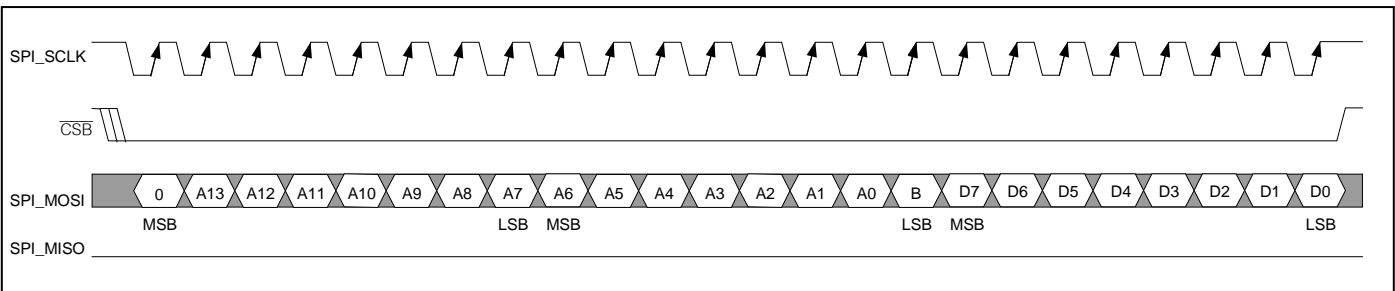 SPI_SCLK
CSB
SPI_MOSI 0 A13 A12 A11 A10 A9 A8 A7 A6 A5 A4 A3 A2 A1 A0 B D7 D6 D5 D4 D3 D2 D1 D0
MSB LSB MSB LSB MSB LSB
SPI_MISO